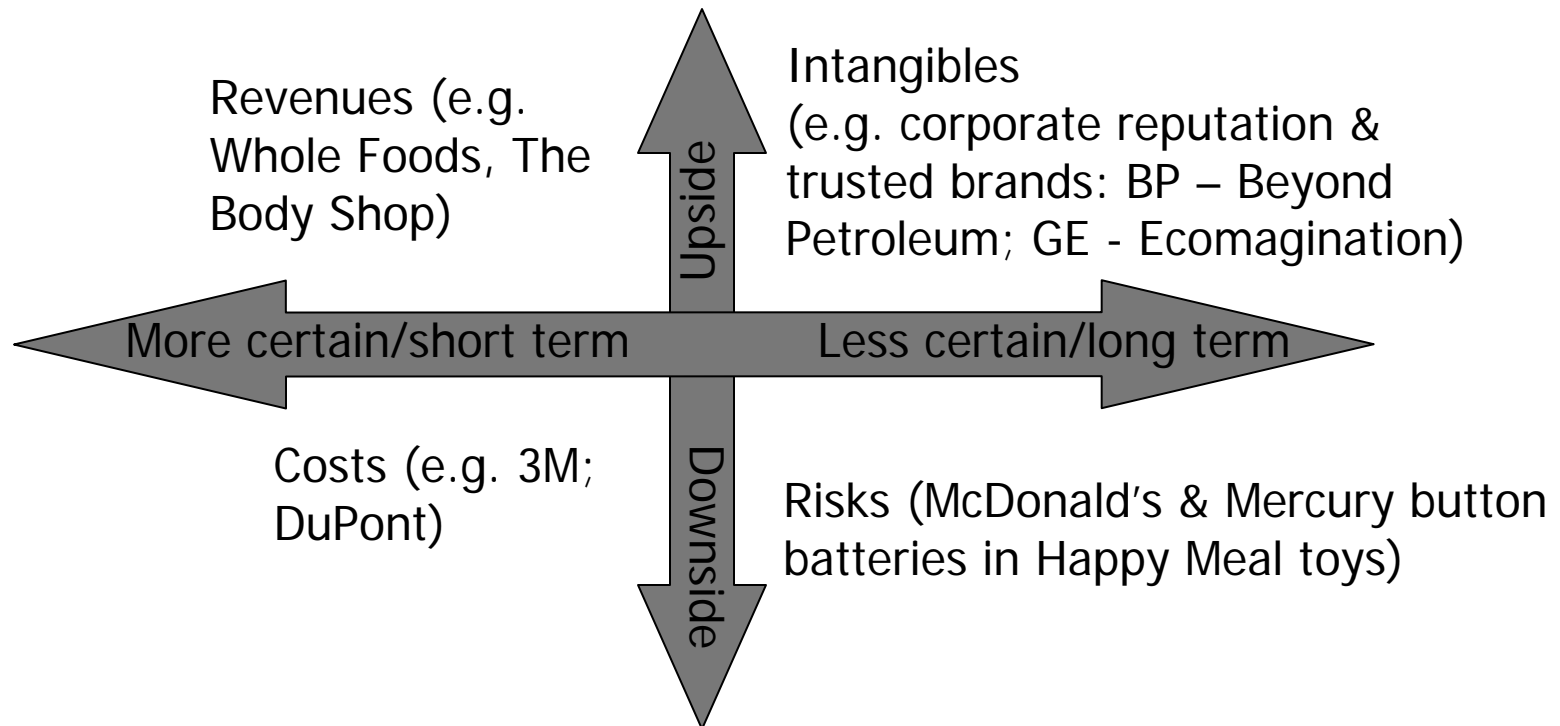 Revenues (e.g.
Whole Foods, The
Body Shop)
Intangibles
(e.g. corporate reputation &
trusted brands: BP – Beyond
Petroleum; GE - Ecomagination)
Upside
More certain/short term
Less certain/long term
Downside
Costs (e.g. 3M;
DuPont)
Risks (McDonald's & Mercury button
batteries in Happy Meal toys)